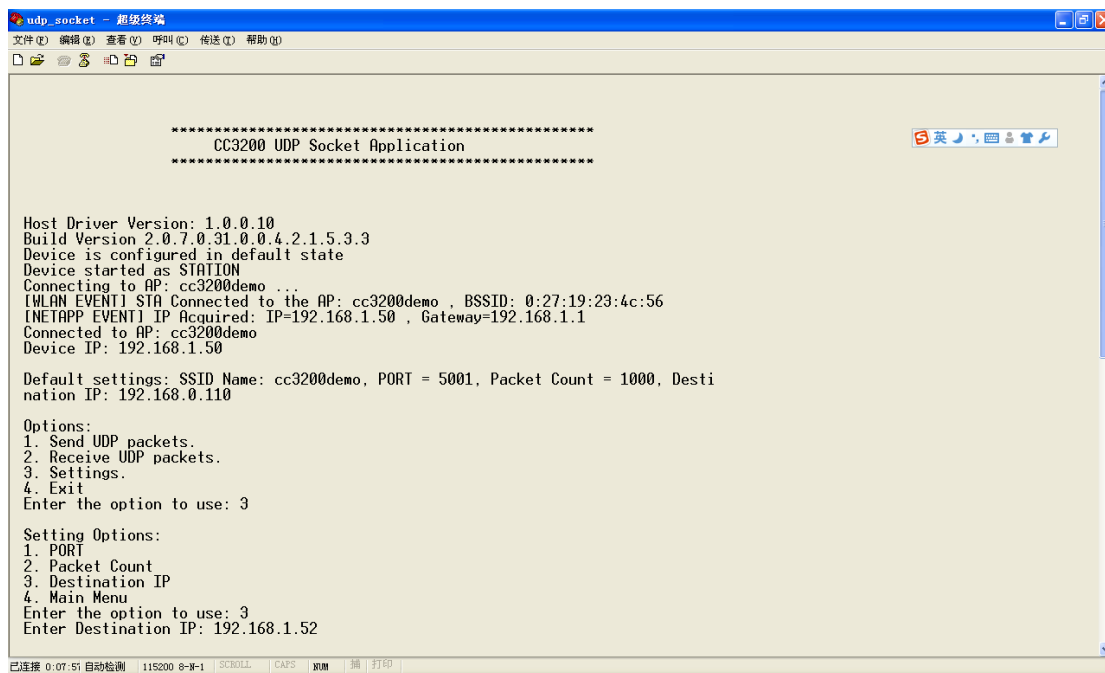 udp_socket - 超级终端
文件(F) 编辑(E) 查看(V) 呼叫(C) 传送(T) 帮助(H)
*************************************************
CC3200 UDP Socket Application
*************************************************
英
Host Driver Version: 1.0.0.10
Build Version 2.0.7.0.31.0.0.4.2.1.5.3.3
Device is configured in default state
Device started as STATION
Connecting to AP: cc3200demo ...
[WLAN EVENT] STA Connected to the AP: cc3200demo , BSSID: 0:27:19:23:4c:56
[NETAPP EVENT] IP Acquired: IP=192.168.1.50 , Gateway=192.168.1.1
Connected to AP: cc3200demo
Device IP: 192.168.1.50
Default settings: SSID Name: cc3200demo, PORT = 5001, Packet Count = 1000, Desti
nation IP: 192.168.0.110
Options:
1. Send UDP packets.
2. Receive UDP packets.
3. Settings.
4. Exit
Enter the option to use: 3
Setting Options:
1. PORT
2. Packet Count
3. Destination IP
4. Main Menu
Enter the option to use: 3
Enter Destination IP: 192.168.1.52
已连接 0:07:57 自动检测 115200 8-N-1 SCROLL CAPS NUM 捕 打印